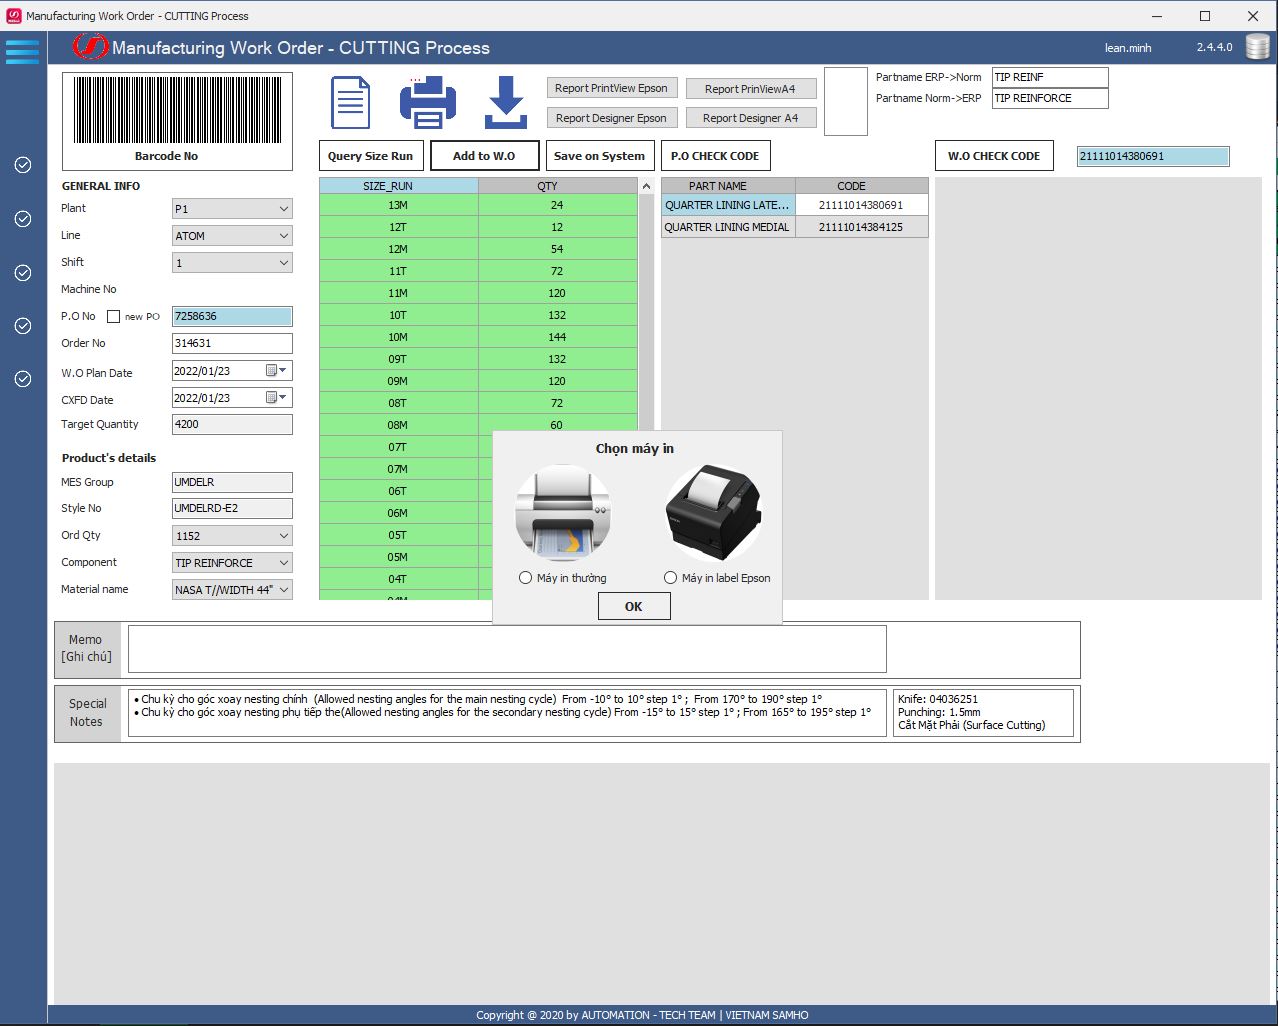 Manufacturing Work Order - CUTTING Process
Manufacturing Work Order - CUTTING Process
lean.minh
2.4.4.0
Barcode No
Report PrintView Epson
Report PrinViewA4
Report Designer Epson
Report Designer A4
Partname ERP->Norm
TIP REINF
Partname Norm->ERP
TIP REINFORCE
Query Size Run
Add to W.O
Save on System
P.O CHECK CODE
W.O CHECK CODE
21111014380691
GENERAL INFO
Plant
P1
Line
ATOM
Shift
1
Machine No
P.O No
new PO
7258636
Order No
314631
W.O Plan Date
2022/01/23
CXFD Date
2022/01/23
Target Quantity
4200
Product's details
MES Group
UMDELR
Style No
UMDELRD-E2
Ord Qty
1152
Component
TIP REINFORCE
Material name
NASA T//WIDTH 44"
SIZE_RUN QTY
13M 24
12T 12
12M 54
11T 72
11M 120
10T 132
10M 144
09T 132
09M 120
08T 72
08M 60
07T
07M
06T
06M
05T
05M
04T
04M
PART NAME CODE
QUARTER LINING LATE... 21111014380691
QUARTER LINING MEDIAL 21111014384125
Chọn máy in
Máy in thường
Máy in label Epson
OK
Memo
[Ghi chú]
Special
Notes
• Chu kỳ cho góc xoay nesting chính (Allowed nesting angles for the main nesting cycle) From -10° to 10° step 1° ; From 170° to 190° step 1°
• Chu kỳ cho góc xoay nesting phụ tiếp the(Allowed nesting angles for the secondary nesting cycle) From -15° to 15° step 1° ; From 165° to 195° step 1°
Knife: 04036251
Punching: 1.5mm
Cắt Mặt Phải (Surface Cutting)
Copyright @ 2020 by AUTOMATION - TECH TEAM | VIETNAM SAMHO